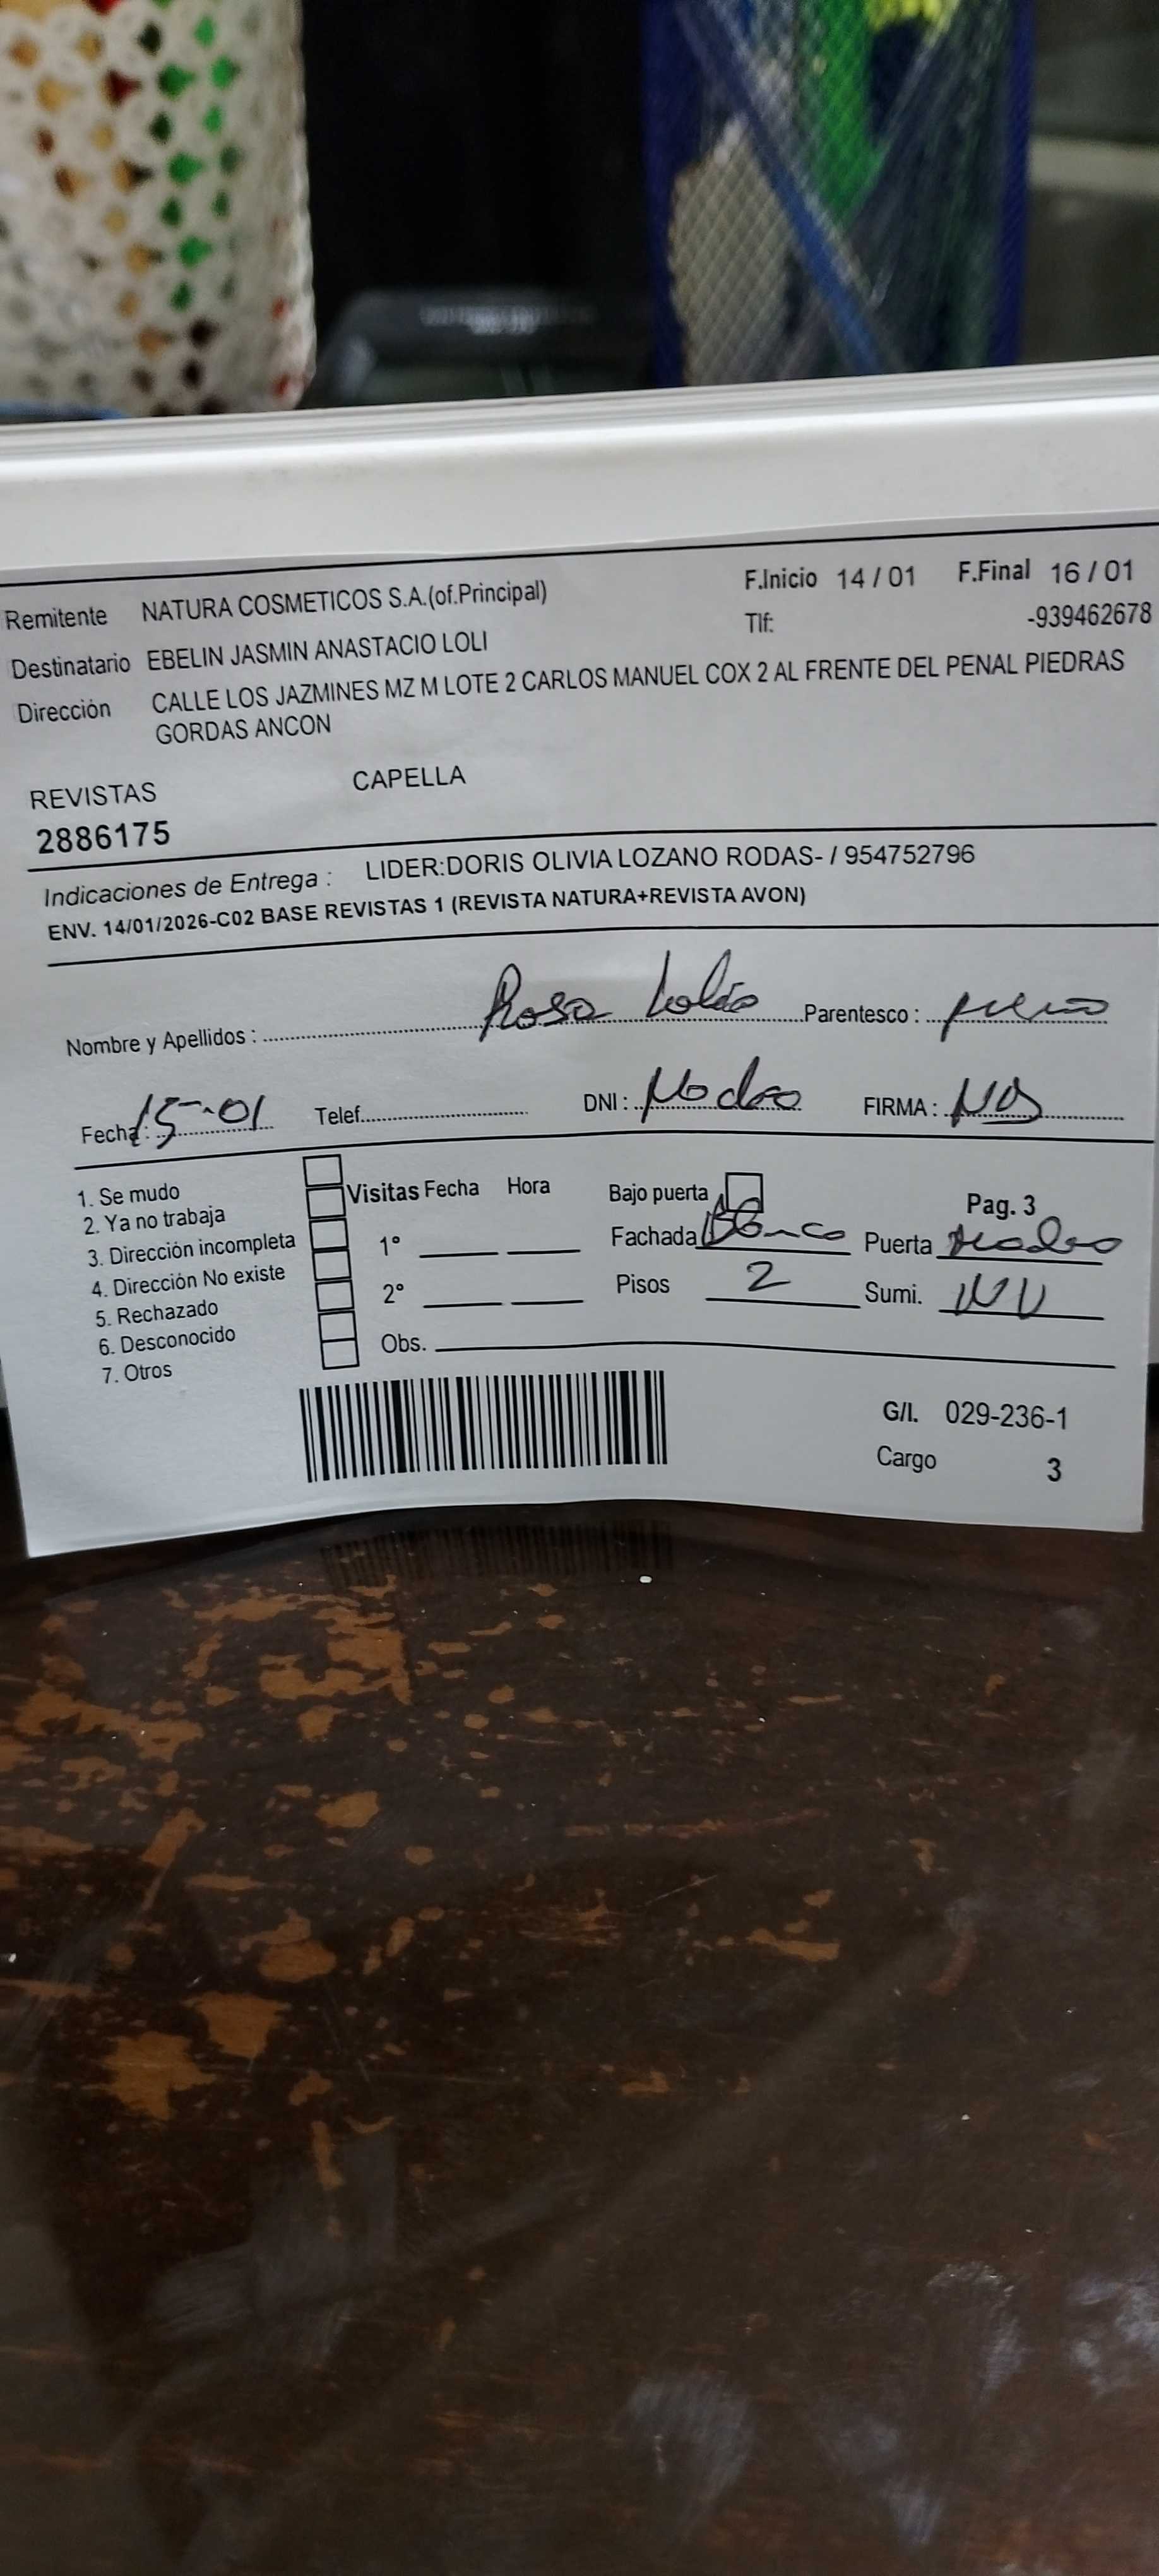 Remitente NATURA COSMETICOS S.A.(of.Principal) F.Inicio 14 / 01 F.Final 16 / 01
Destinatario EBELIN JASMIN ANASTACIO LOLI Tlf: -939462678
Dirección CALLE LOS JAZMINES MZ M LOTE 2 CARLOS MANUEL COX 2 AL FRENTE DEL PENAL PIEDRAS
GORDAS ANCON
REVISTAS CAPELLA
2886175
Indicaciones de Entrega : LIDER:DORIS OLIVIA LOZANO RODAS- / 954752796
ENV. 14/01/2026-C02 BASE REVISTAS 1 (REVISTA NATURA+REVISTA AVON)
Nombre y Apellidos : Rosa Parentesco :
Fecha: 15-01 Telef. DNI : No dio FIRMA :
1. Se mudo
2. Ya no trabaja
3. Dirección incompleta
4. Dirección No existe
5. Rechazado
6. Desconocido
7. Otros
Visitas Fecha Hora
1°
2°
Obs.
Bajo puerta Pag. 3
Fachada Blanco Puerta
Pisos 2 Sumi.
G/I. 029-236-1
Cargo 3